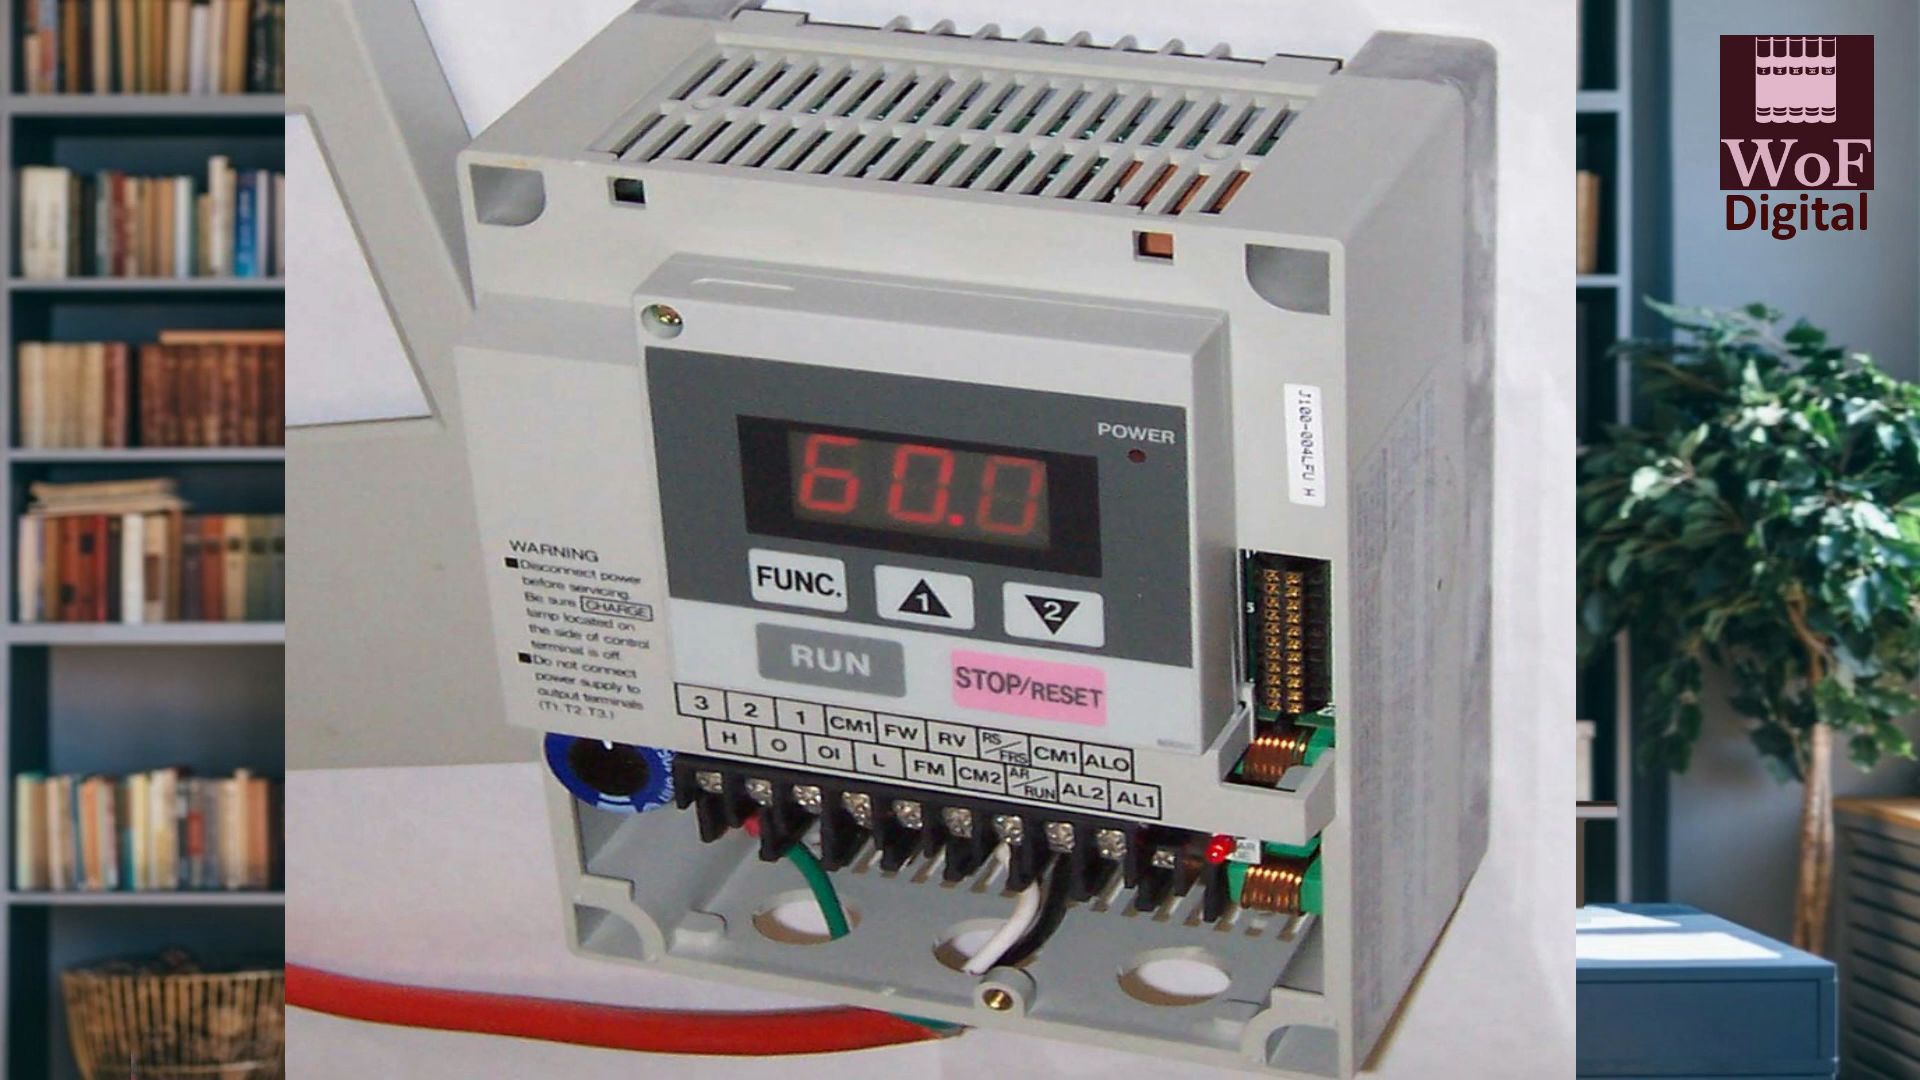 WoF
Digital
J100-004LFU H
POWER
60.0
FUNC.
1
2
RUN
STOP/RESET
WARNING
Disconnect power
before servicing.
Be sure CHARGE
lamp located on
the side of control
terminal is off.
Do not connect
power supply to
output terminals
(T1.T2.T3.)
3 2 1 CM1 FW RV RS/FRS CM1 AL0
H O OI L FM CM2 AR/RUN AL2 AL1
5